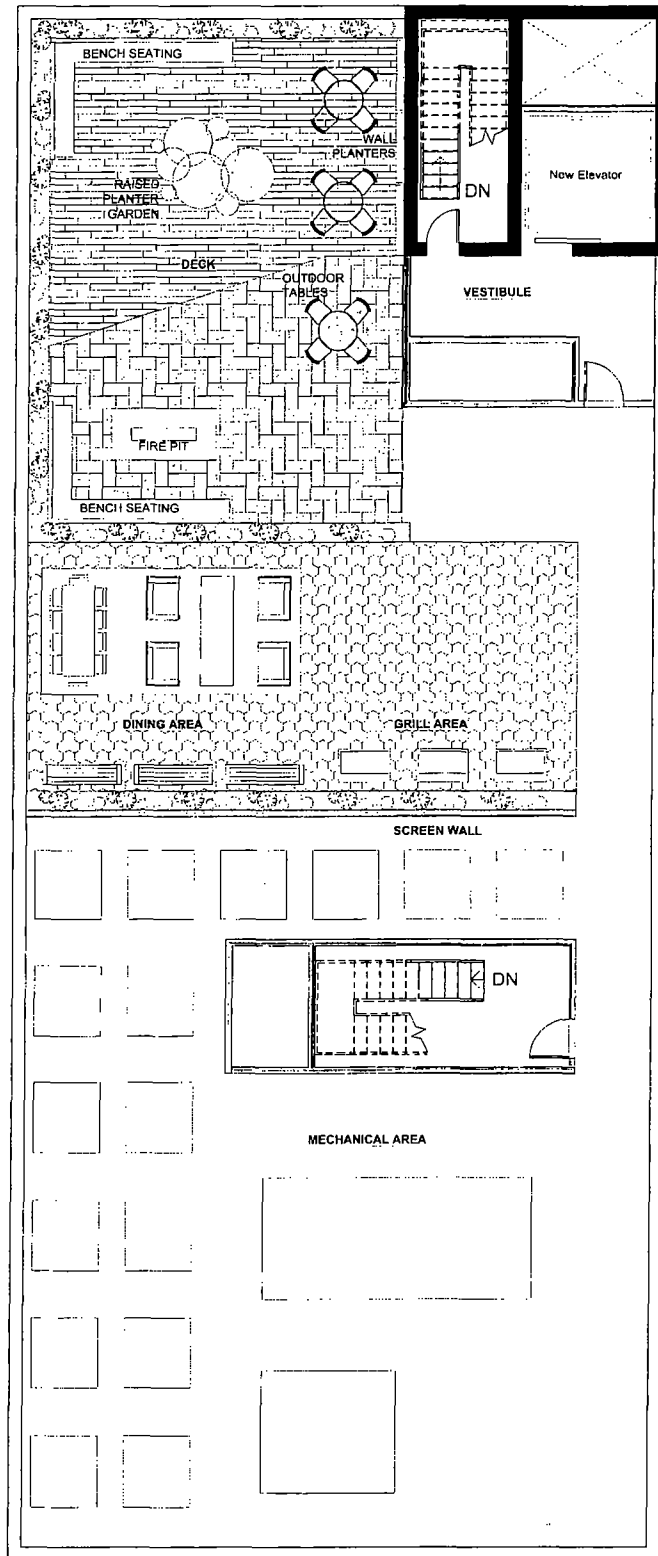 BENCH SEATING
WALL
PLANTERS
RAISED
PLANTER
GARDEN
DN
Now Elevator
DECK
OUTDOOR
TABLES
VESTIBULE
FIRE PIT
BENCH SEATING
DINING AREA
GRILL AREA
SCREEN WALL
DN
MECHANICAL AREA